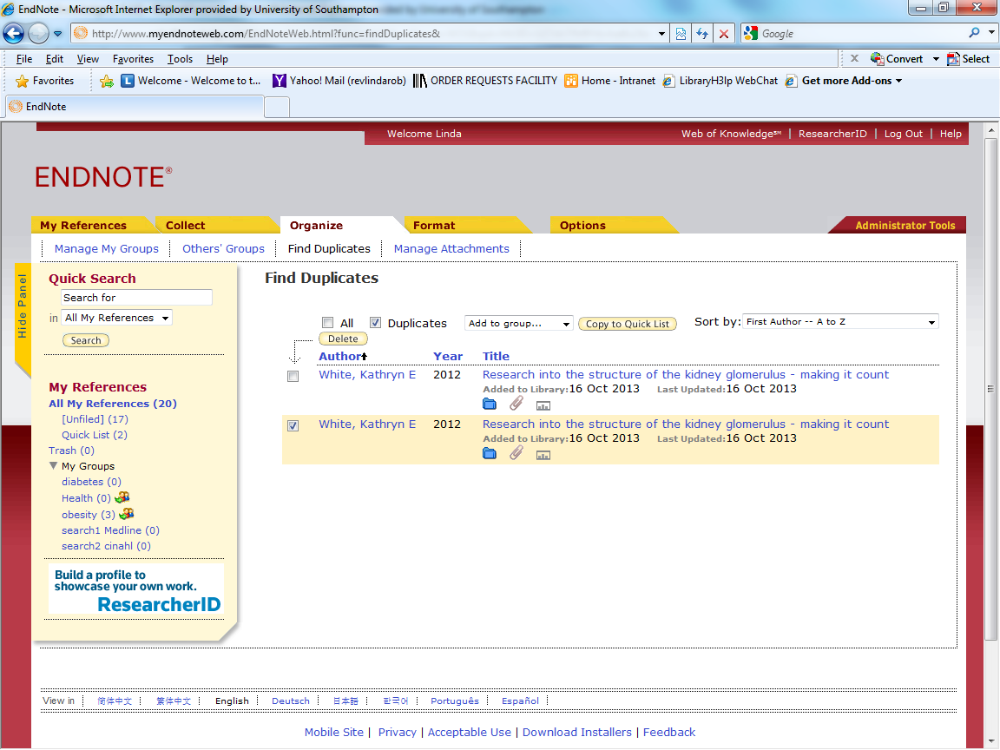 EndNote - Microsoft Internet Explorer provided by University of Southampton
http://www.myendnoteweb.com/EndNoteWeb.html?func=findDuplicates&
Google
File Edit View Favorites Tools Help
Convert Select
Favorites Welcome - Welcome to t... Yahoo! Mail (revlindarob) ORDER REQUESTS FACILITY Home - Intranet LibraryH3lp WebChat Get more Add-ons
EndNote
Welcome Linda Web of Knowledge℠ | ResearcherID | Log Out | Help
ENDNOTE®
My References Collect Organize Format Options Administrator Tools
Manage My Groups Others' Groups Find Duplicates Manage Attachments
Hide Panel
Quick Search
Search for
in All My References
Search
My References
All My References (20)
[Unfiled] (17)
Quick List (2)
Trash (0)
My Groups
diabetes (0)
Health (0)
obesity (3)
search1 Medline (0)
search2 cinahl (0)
Build a profile to
showcase your own work.
ResearcherID
Find Duplicates
All Duplicates Add to group... Copy to Quick List Sort by: First Author -- A to Z
Delete
Author Year Title
White, Kathryn E 2012 Research into the structure of the kidney glomerulus - making it count
Added to Library:16 Oct 2013 Last Updated:16 Oct 2013
White, Kathryn E 2012 Research into the structure of the kidney glomerulus - making it count
Added to Library:16 Oct 2013 Last Updated:16 Oct 2013
View in 简体中文 繁体中文 English Deutsch 日本語 한국어 Português Español
Mobile Site | Privacy | Acceptable Use | Download Installers | Feedback